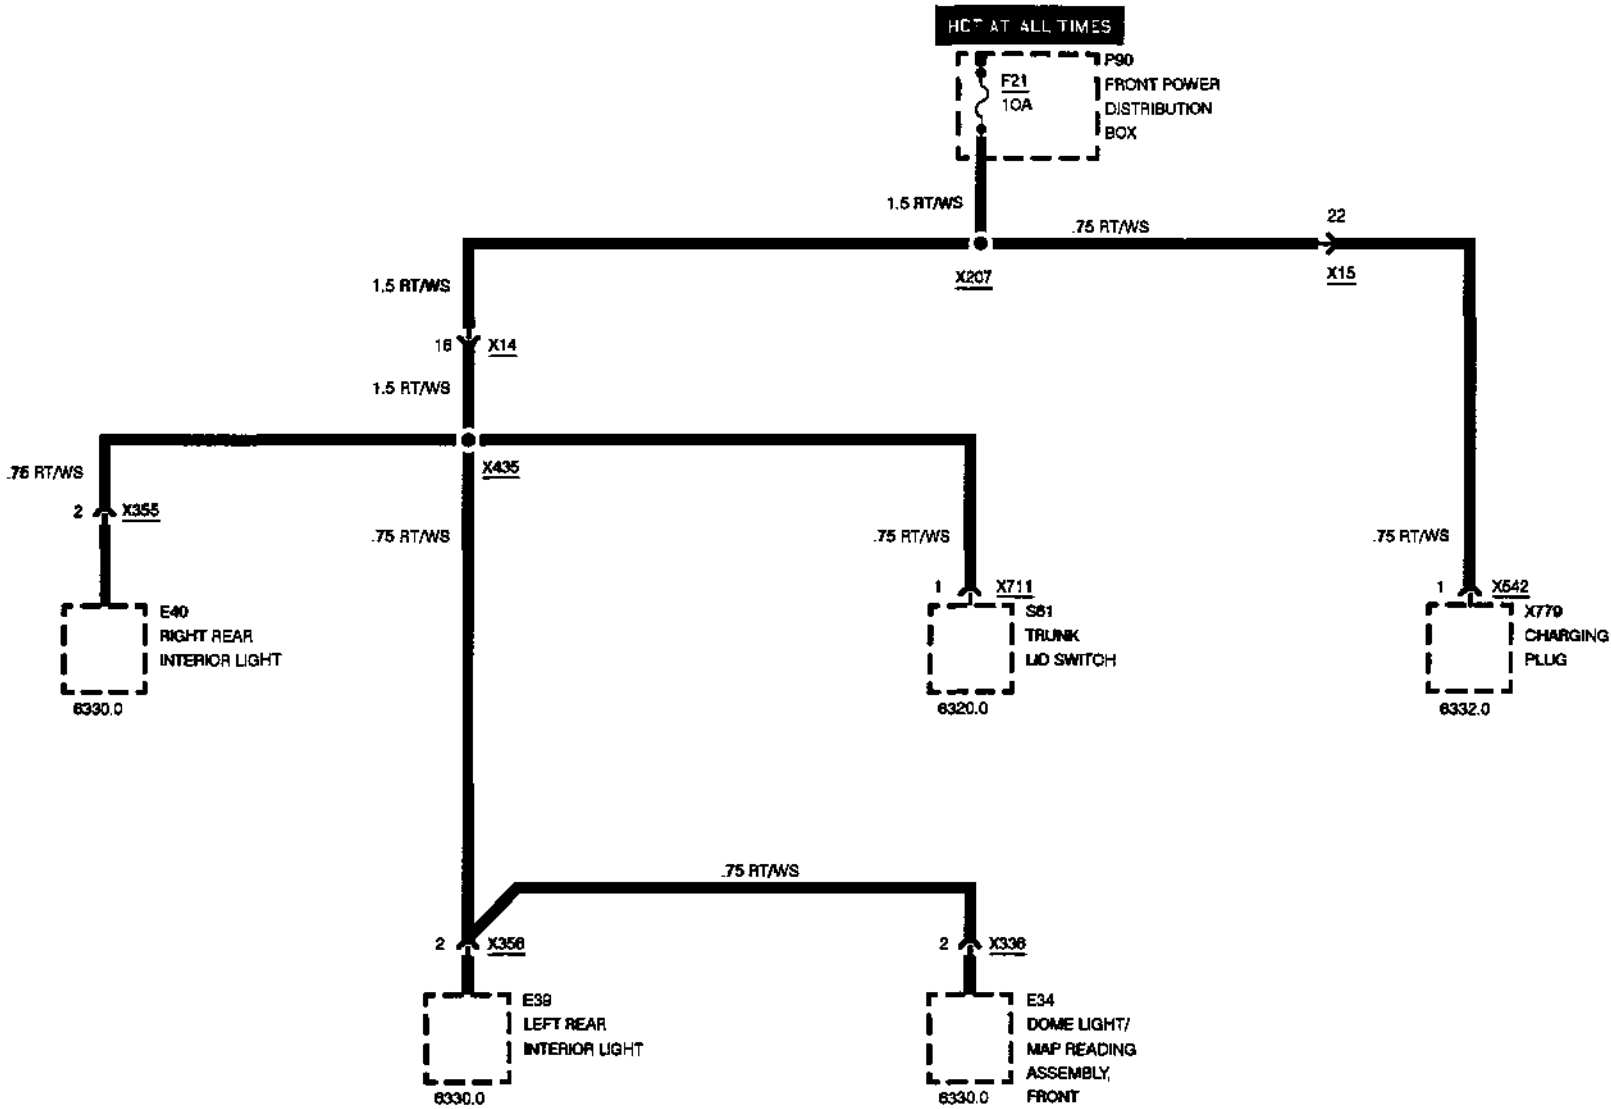 HOT AT ALL TIMES
P90
FRONT POWER
DISTRIBUTION
BOX
F21
10A
1.5 RT/WS
.75 RT/WS
22
X15
X207
1.5 RT/WS
16 X14
1.5 RT/WS
X435
.75 RT/WS
2 X355
.75 RT/WS
.75 RT/WS
.75 RT/WS
1 X711
1 X542
E40
RIGHT REAR
INTERIOR LIGHT
6330.0
S61
TRUNK
LID SWITCH
6320.0
X779
CHARGING
PLUG
6332.0
.75 RT/WS
2 X356
2 X336
E39
LEFT REAR
INTERIOR LIGHT
6330.0
E34
DOME LIGHT/
MAP READING
ASSEMBLY,
FRONT
6330.0